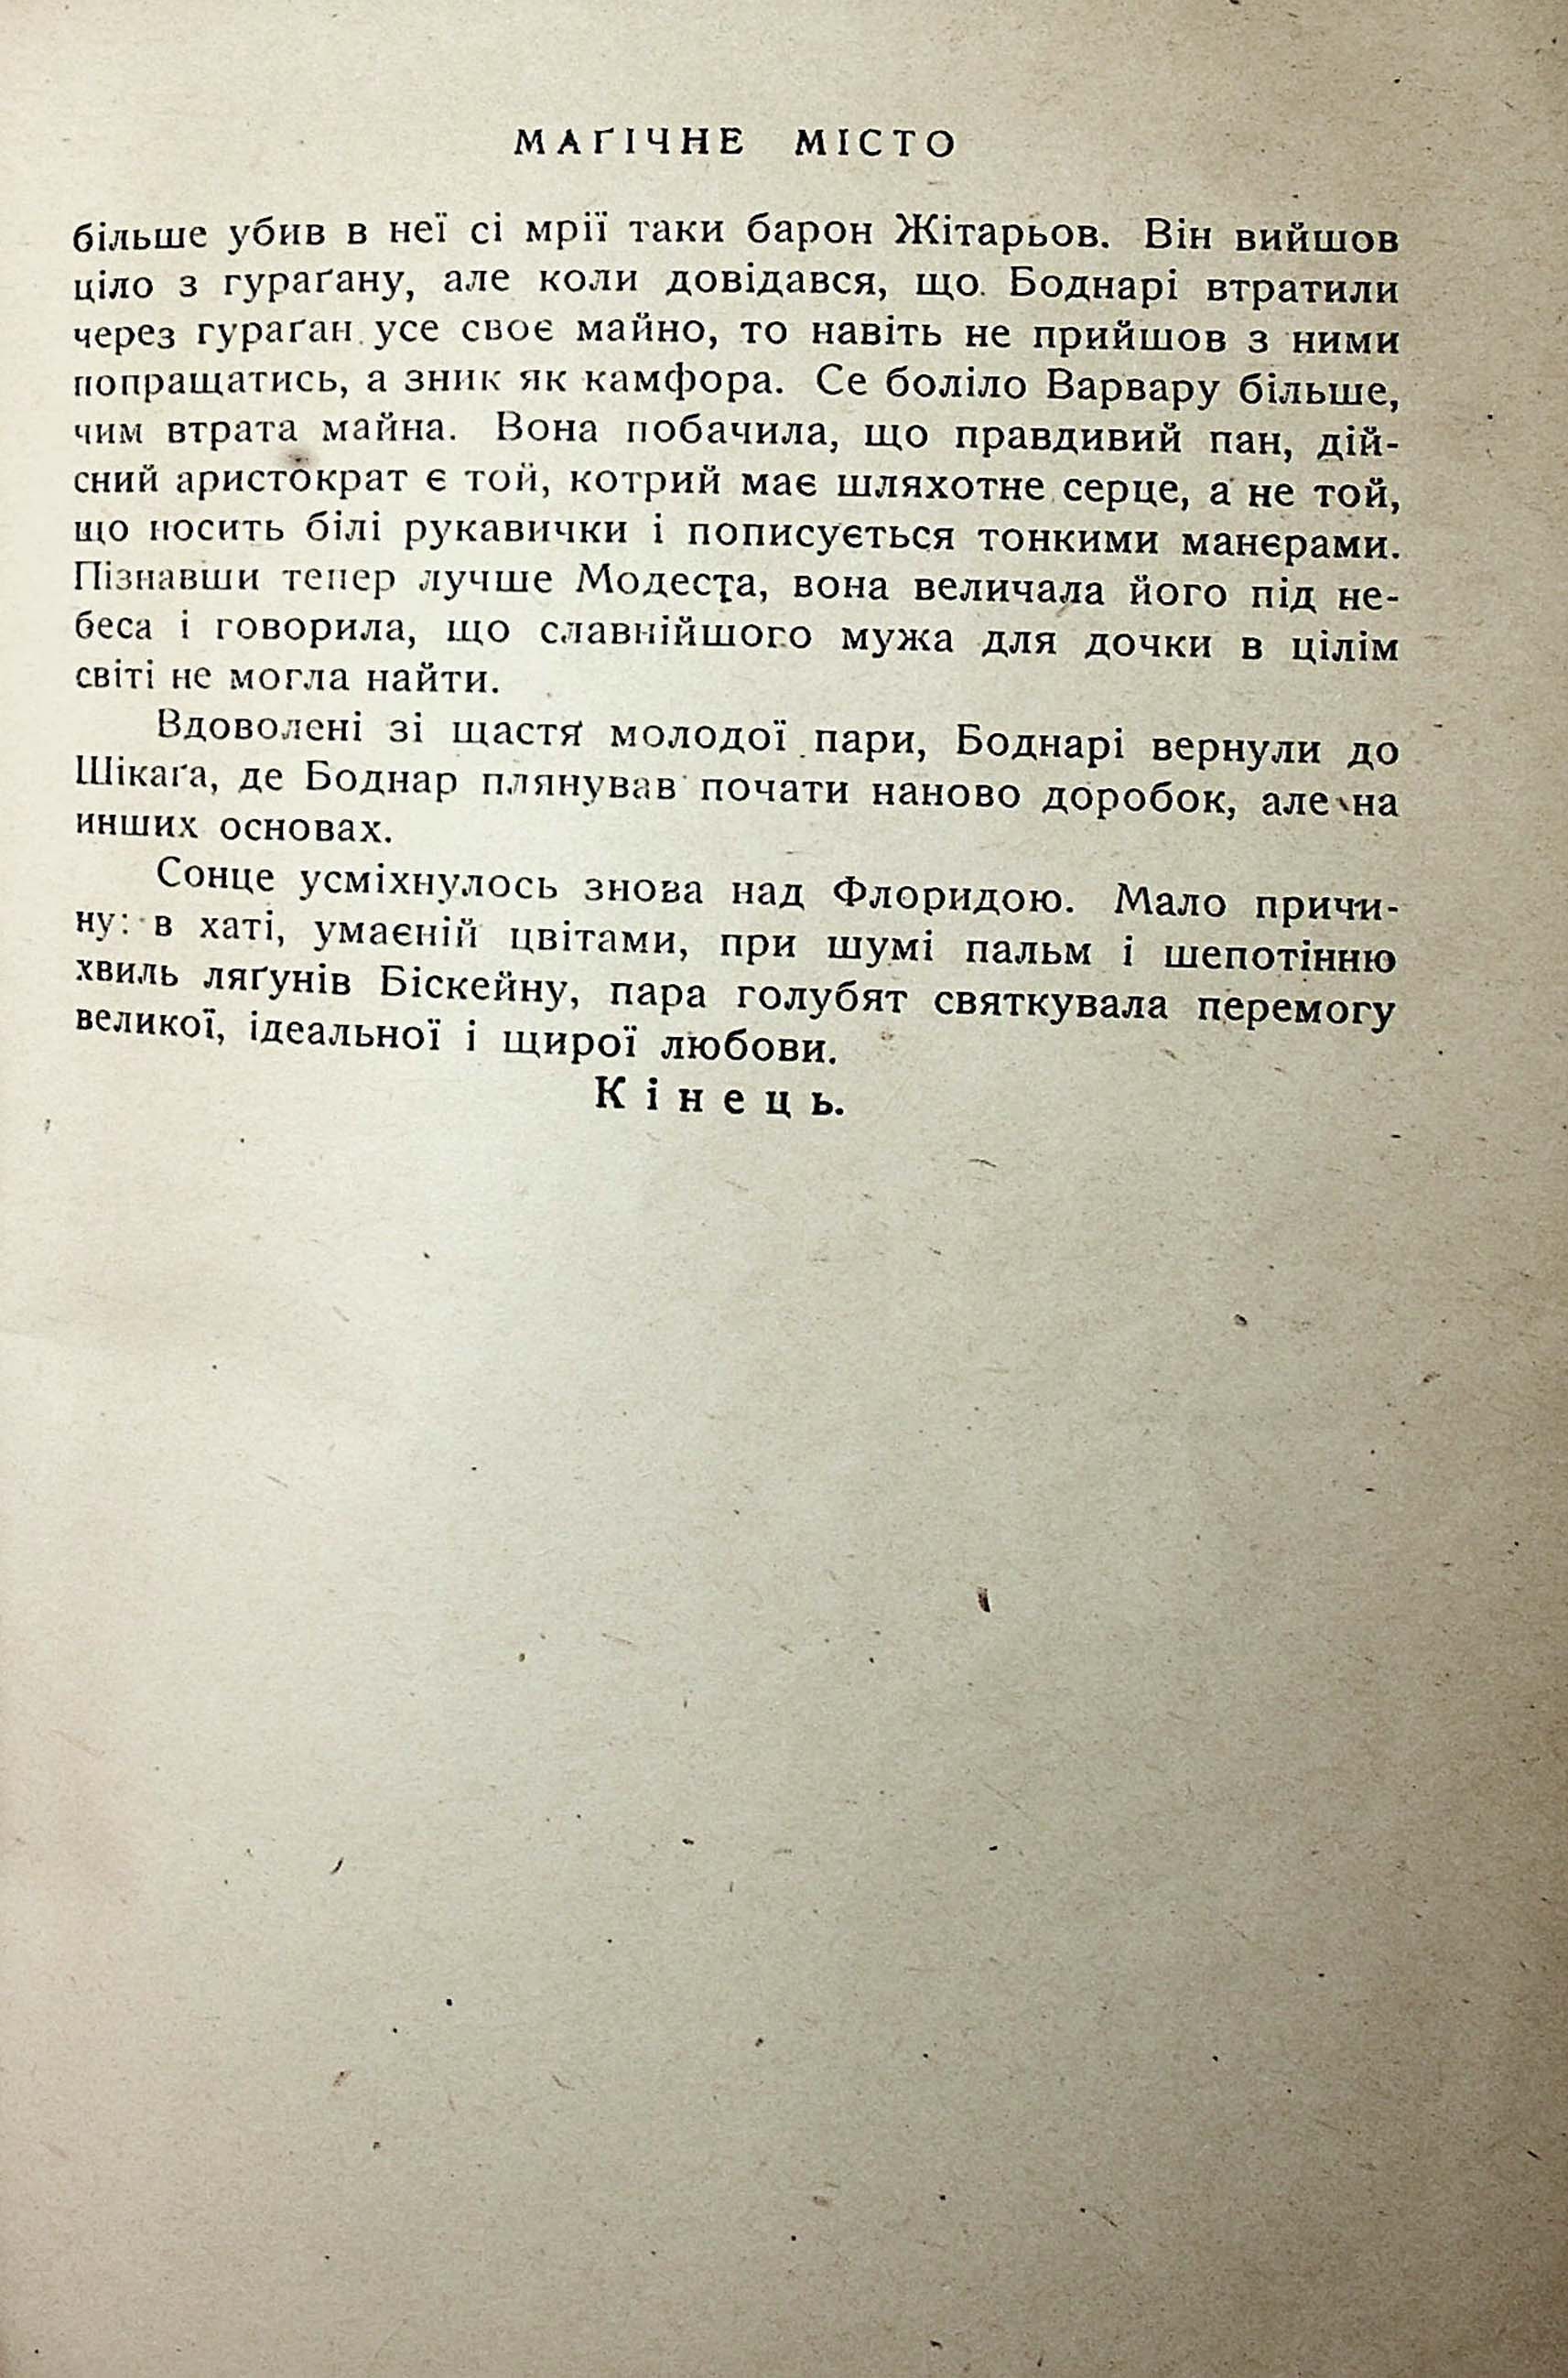 МАҐІЧНЕ МІСТО
більше убив в неї сі мрії таки барон Жітарьов. Він вийшов
ціло з гураґану, але коли довідався, що Боднарі втратили
через гураґан усе своє майно, то навіть не прийшов з ними
попращатись, а зник як камфора. Се боліло Варвару більше,
чим втрата майна. Вона побачила, що правдивий пан, дій-
сний аристократ є той, котрий має шляхотне серце, а не той,
що носить білі рукавички і пописується тонкими манєрами.
Пізнавши тепер лучше Модеста, вона величала його під не-
беса і говорила, що славнійшого мужа для дочки в цілім
світі не могла найти.
Вдоволені зі щастя молодої пари, Боднарі вернули до
Шікаґа, де Боднар плянував почати наново доробок, але на
инших основах.
Сонце усміхнулось знова над Флоридою. Мало причи-
ну: в хаті, умаєній цвітами, при шумі пальм і шепотінню
хвиль ляґунів Біскейну, пара голубят святкувала перемогу
великої, ідеальної і щирої любови.
Кінець.